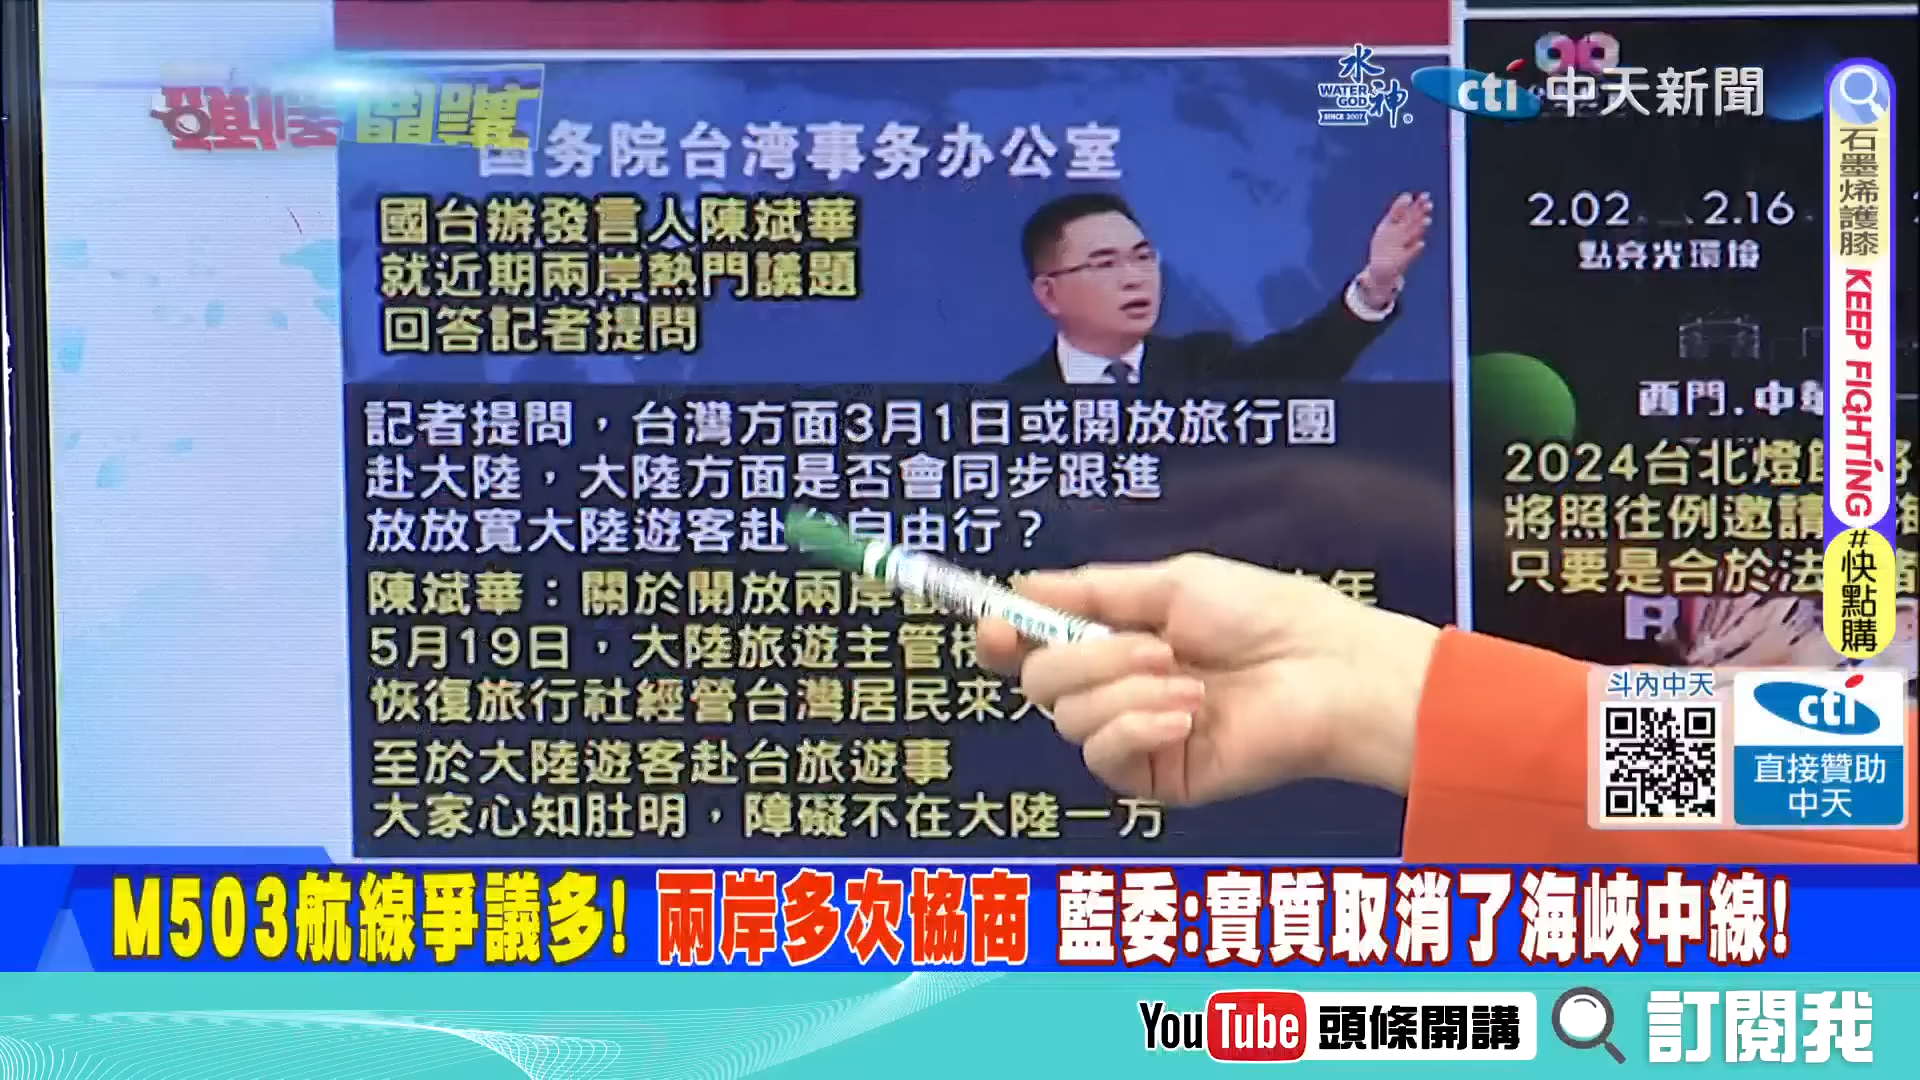 頭條開講
国务院台湾事务办公室
國台辦發言人陳斌華
就近期兩岸熱門議題
回答記者提問
記者提問，台灣方面3月1日或開放旅行團
赴大陸，大陸方面是否會同步跟進
放放寬大陸遊客赴台自由行？
陳斌華：關於開放兩岸
年
5月19日，大陸旅遊主管
恢復旅行社經營台灣居民來
至於大陸遊客赴台旅遊事
大家心知肚明，障礙不在大陸一方
水神
WATER GOD
SINCE 2007
cti 中天新聞
2.02
2.16
點亮光環境
西門.中華
2024台北燈節
將照往例邀請
只要是合於法
石墨烯護膝
KEEP FIGHTING
#快點購
斗內中天
cti
直接贊助
中天
M503航線爭議多! 兩岸多次協商 藍委:實質取消了海峽中線!
YouTube 頭條開講 訂閱我